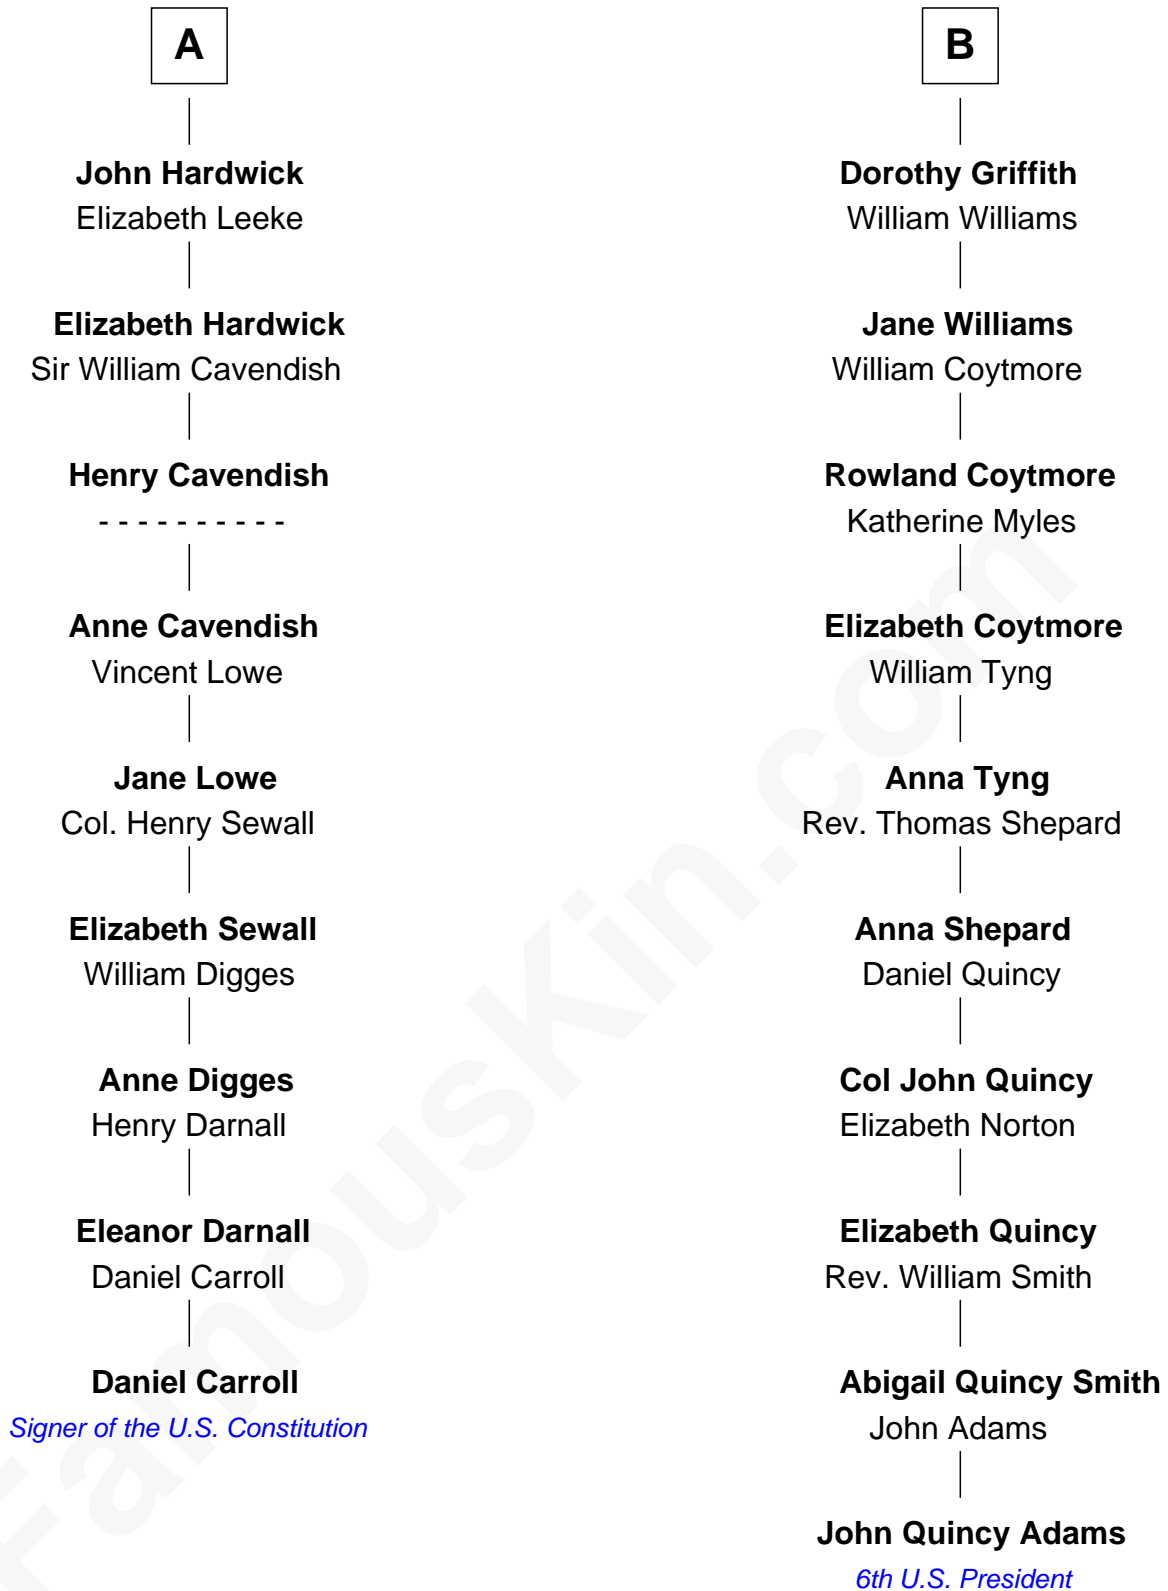 A
John Hardwick
Elizabeth Leeke
Elizabeth Hardwick
Sir William Cavendish
Henry Cavendish
- - - - - - - - - -
Anne Cavendish
Vincent Lowe
Jane Lowe
Col. Henry Sewall
Elizabeth Sewall
William Digges
Anne Digges
Henry Darnall
Eleanor Darnall
Daniel Carroll
Daniel Carroll
Signer of the U.S. Constitution
B
Dorothy Griffith
William Williams
Jane Williams
William Coytmore
Rowland Coytmore
Katherine Myles
Elizabeth Coytmore
William Tyng
Anna Tyng
Rev. Thomas Shepard
Anna Shepard
Daniel Quincy
Col John Quincy
Elizabeth Norton
Elizabeth Quincy
Rev. William Smith
Abigail Quincy Smith
John Adams
John Quincy Adams
6th U.S. President
FamousKin.com